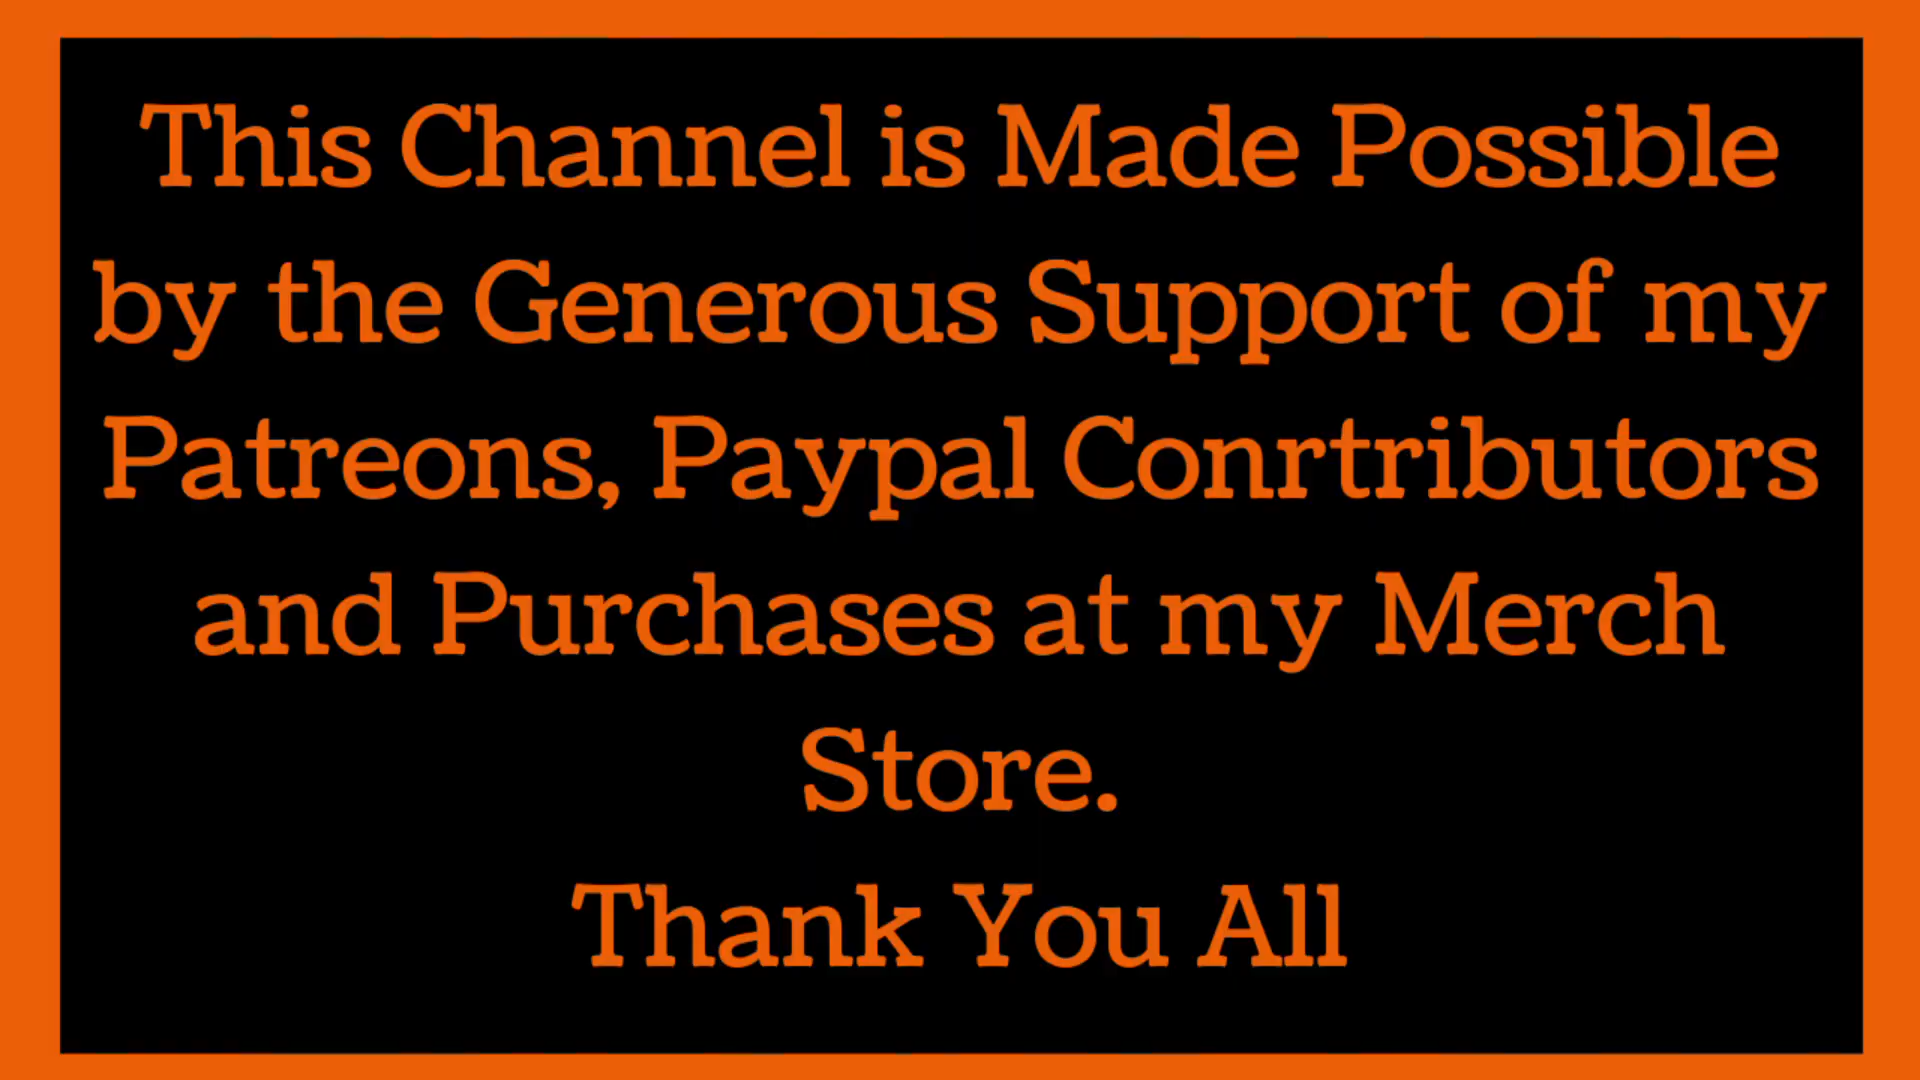 This Channel is Made Possible
by the Generous Support of my
Patreons, Paypal Conrtributors
and Purchases at my Merch
Store.
Thank You All